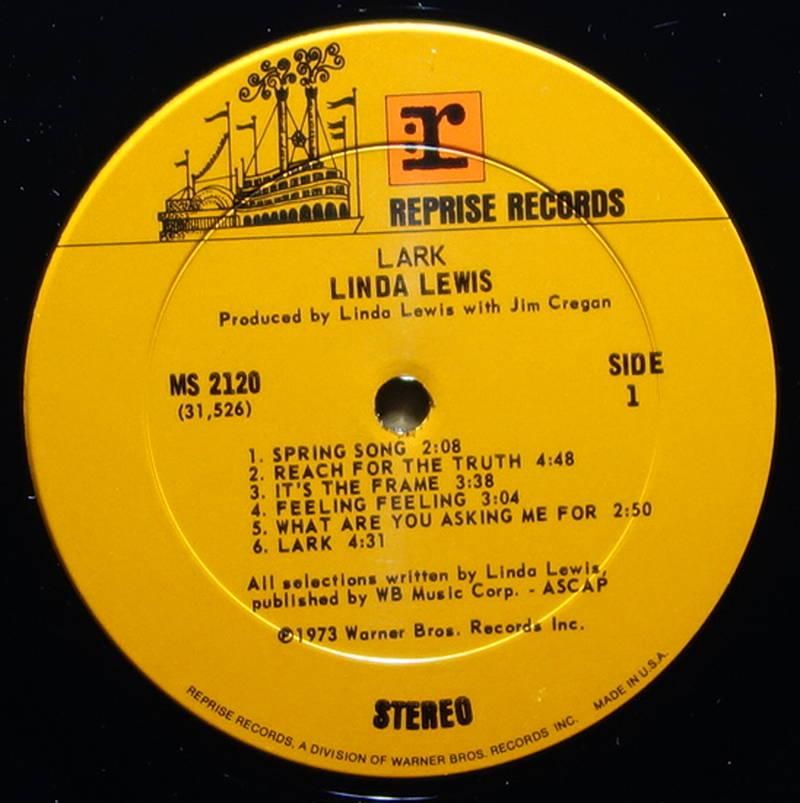 r:
REPRISE RECORDS
LARK
LINDA LEWIS
Produced by Linda Lewis with Jim Cregan
MS 2120
(31,526)
SIDE
1
1. SPRING SONG 2:08
2. REACH FOR THE TRUTH 4:48
3. IT'S THE FRAME 3:38
4. FEELING FEELING 3:04
5. WHAT ARE YOU ASKING ME FOR 2:50
6. LARK 4:31
All selections written by Linda Lewis,
published by WB Music Corp. - ASCAP
℗1973 Warner Bros. Records Inc.
STEREO
REPRISE RECORDS, A DIVISION OF WARNER BROS. RECORDS INC. MADE IN U.S.A.